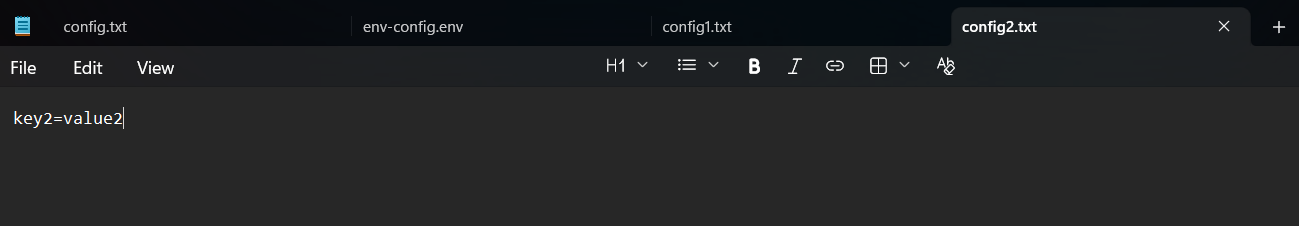 config.txt env-config.env config1.txt config2.txt
File Edit View H1 B I
key2=value2